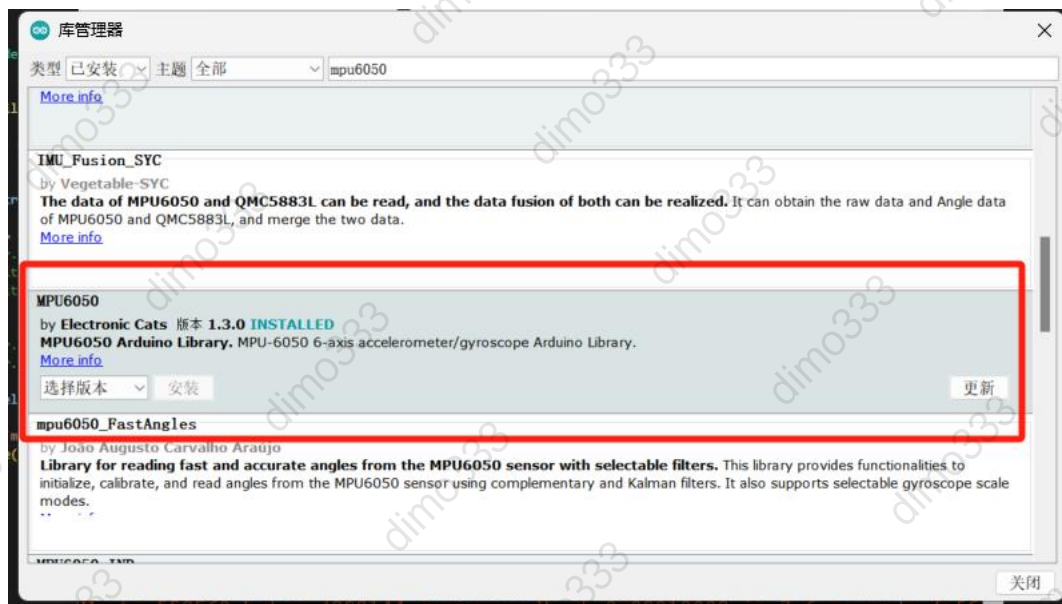 库管理器
类型 已安装 主题 全部 mpu6050
More info
IMU_Fusion_SYC
by Vegetable-SYC
The data of MPU6050 and QMC5883L can be read, and the data fusion of both can be realized. It can obtain the raw data and Angle data
of MPU6050 and QMC5883L, and merge the two data.
More info
MPU6050
by Electronic Cats 版本 1.3.0 INSTALLED
MPU6050 Arduino Library. MPU-6050 6-axis accelerometer/gyroscope Arduino Library.
More info
选择版本 安装 更新
mpu6050_FastAngles
by João Augusto Carvalho Araújo
Library for reading fast and accurate angles from the MPU6050 sensor with selectable filters. This library provides functionalities to
initialize, calibrate, and read angles from the MPU6050 sensor using complementary and Kalman filters. It also supports selectable gyroscope scale
modes.
关闭
dimo333